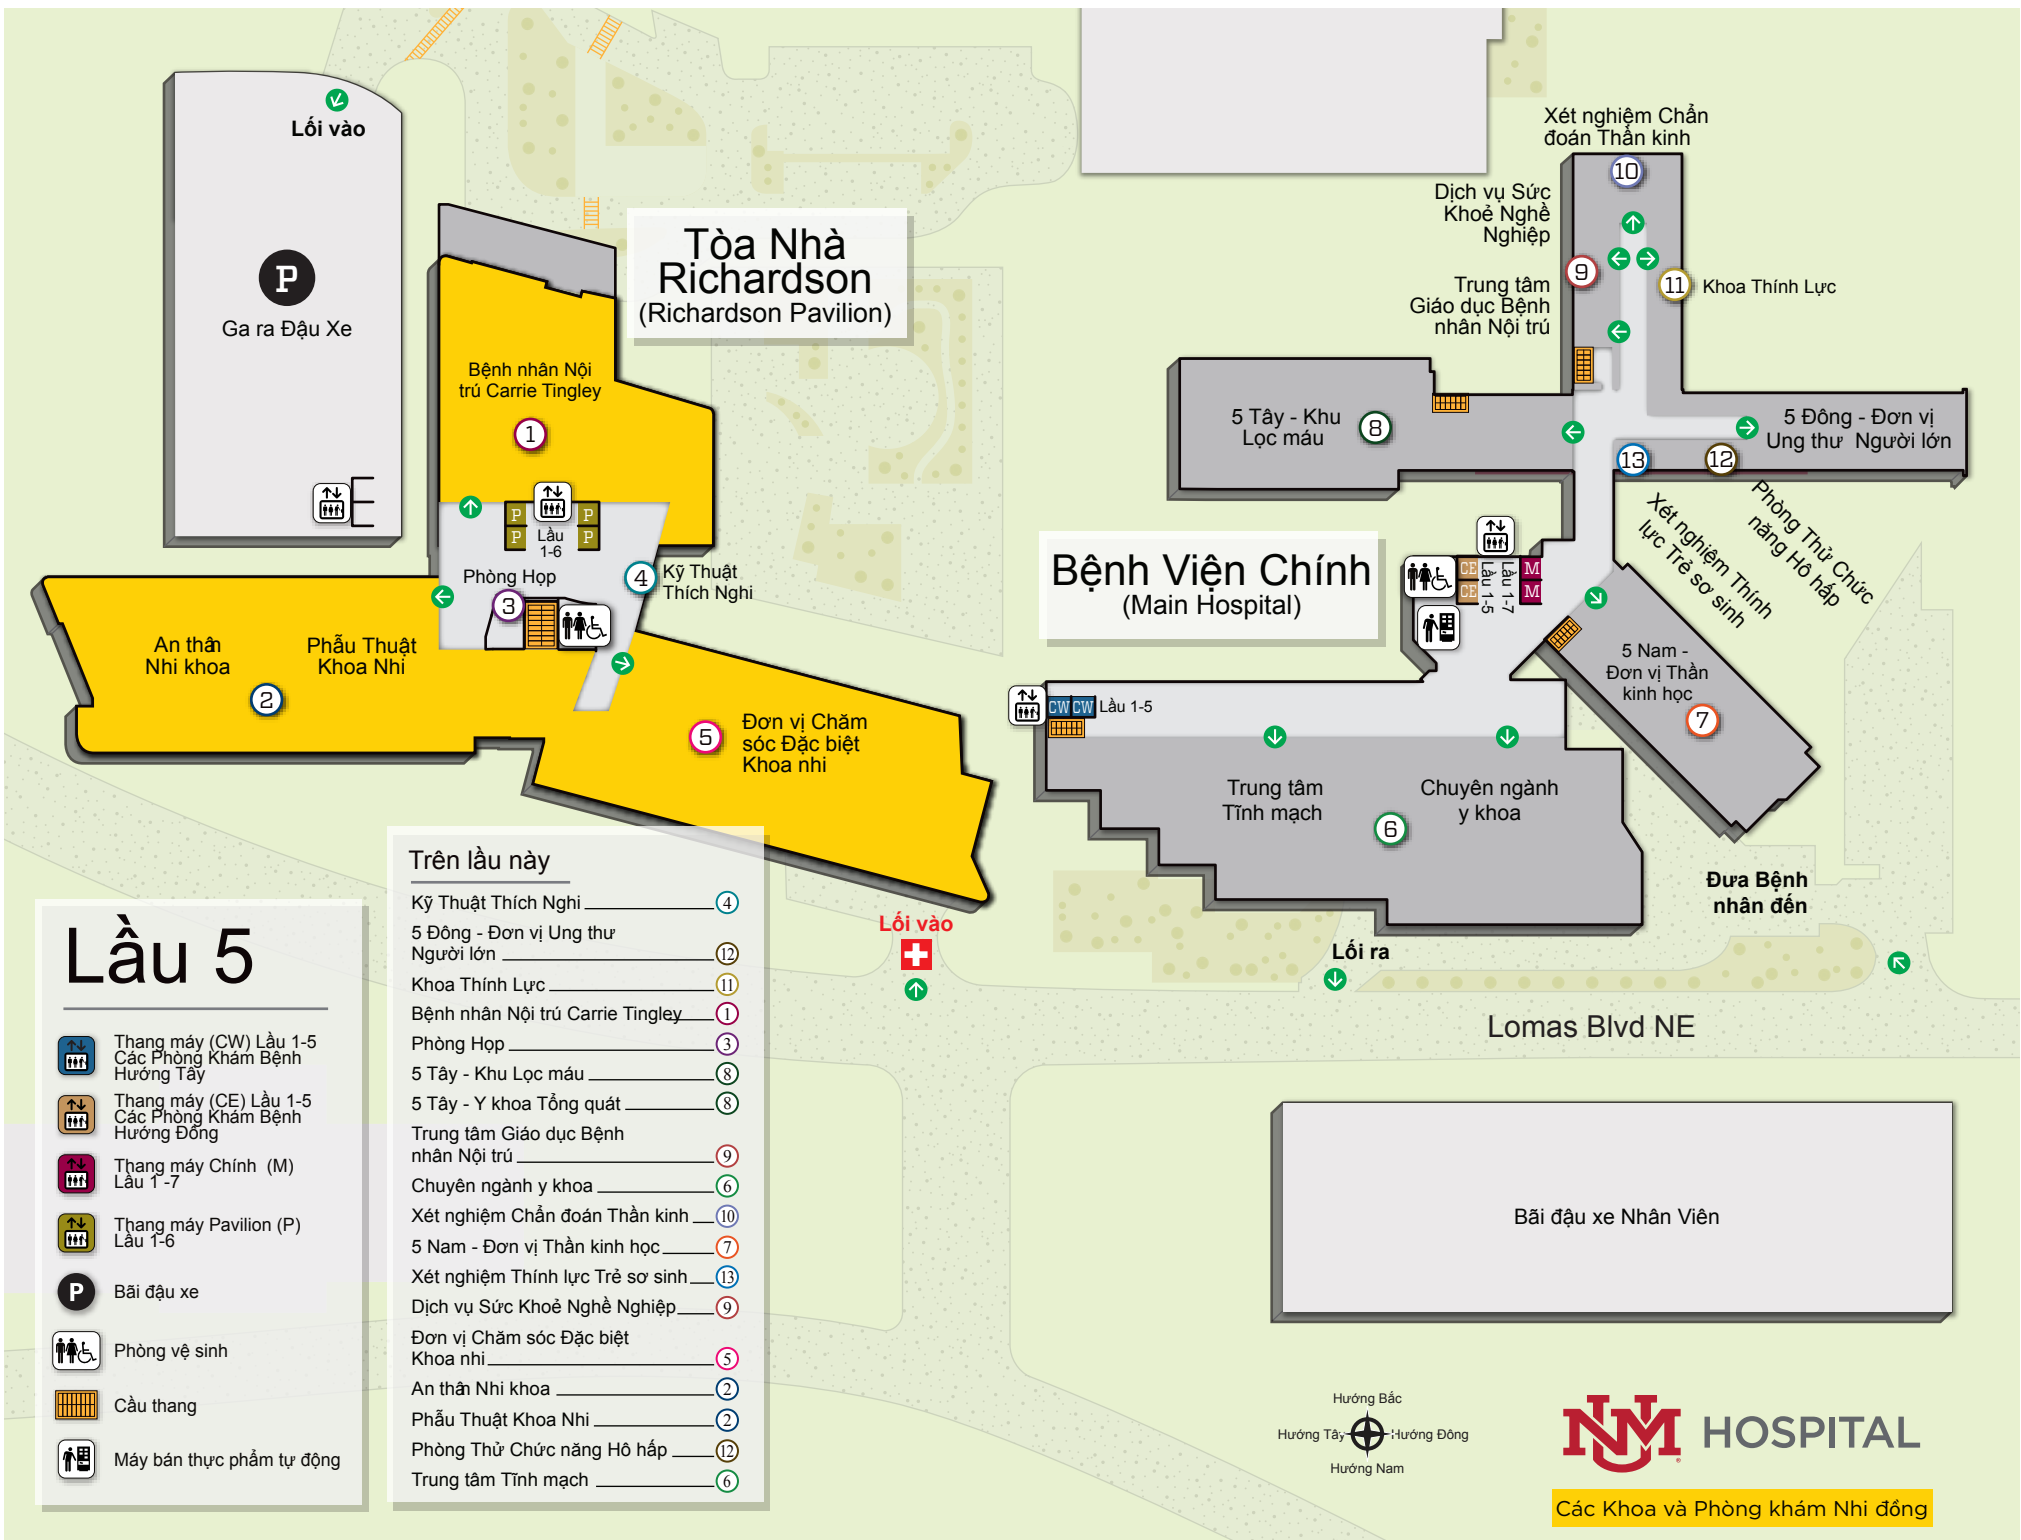 Lối vào
P
Ga ra Đậu Xe
Tòa Nhà
Richardson
(Richardson Pavilion)
Bệnh nhân Nội
trú Carrie Tingley
1
P
P
P
P
Lầu
1-6
Phòng Họp
3
4
Kỹ Thuật
Thích Nghi
An thần
Nhi khoa
Phẫu Thuật
Khoa Nhi
2
5
Đơn vị Chăm
sóc Đặc biệt
Khoa nhi
Xét nghiệm Chẩn
đoán Thần kinh
10
Dịch vụ Sức
Khoẻ Nghề
Nghiệp
9
Trung tâm
Giáo dục Bệnh
nhân Nội trú
11
Khoa Thính Lực
5 Tây - Khu
Lọc máu
8
5 Đông - Đơn vị
Ung thư Người lớn
13
12
Xét nghiệm Thính
lực Trẻ sơ sinh
Phòng Thử Chức
năng Hô hấp
Bệnh Viện Chính
(Main Hospital)
CE
CE
Lầu 1-5
Lầu 1-7
M
M
5 Nam -
Đơn vị Thần
kinh học
7
CW
CW
Lầu 1-5
Trung tâm
Tĩnh mạch
Chuyên ngành
y khoa
6
Đưa Bệnh
nhân đến
Lối vào
Lối ra
Lomas Blvd NE
Bãi đậu xe Nhân Viên
Lầu 5
Thang máy (CW) Lầu 1-5
Các Phòng Khám Bệnh
Hướng Tây
Thang máy (CE) Lầu 1-5
Các Phòng Khám Bệnh
Hướng Đông
Thang máy Chính (M)
Lầu 1 -7
Thang máy Pavilion (P)
Lầu 1-6
P
Bãi đậu xe
Phòng vệ sinh
Cầu thang
Máy bán thực phẩm tự động
Trên lầu này
Kỹ Thuật Thích Nghi 4
5 Đông - Đơn vị Ung thư
Người lớn 12
Khoa Thính Lực 11
Bệnh nhân Nội trú Carrie Tingley 1
Phòng Họp 3
5 Tây - Khu Lọc máu 8
5 Tây - Y khoa Tổng quát 8
Trung tâm Giáo dục Bệnh
nhân Nội trú 9
Chuyên ngành y khoa 6
Xét nghiệm Chẩn đoán Thần kinh 10
5 Nam - Đơn vị Thần kinh học 7
Xét nghiệm Thính lực Trẻ sơ sinh 13
Dịch vụ Sức Khoẻ Nghề Nghiệp 9
Đơn vị Chăm sóc Đặc biệt
Khoa nhi 5
An thần Nhi khoa 2
Phẫu Thuật Khoa Nhi 2
Phòng Thử Chức năng Hô hấp 12
Trung tâm Tĩnh mạch 6
Hướng Bắc
Hướng Tây
Hướng Đông
Hướng Nam
UNM HOSPITAL
Các Khoa và Phòng khám Nhi đồng